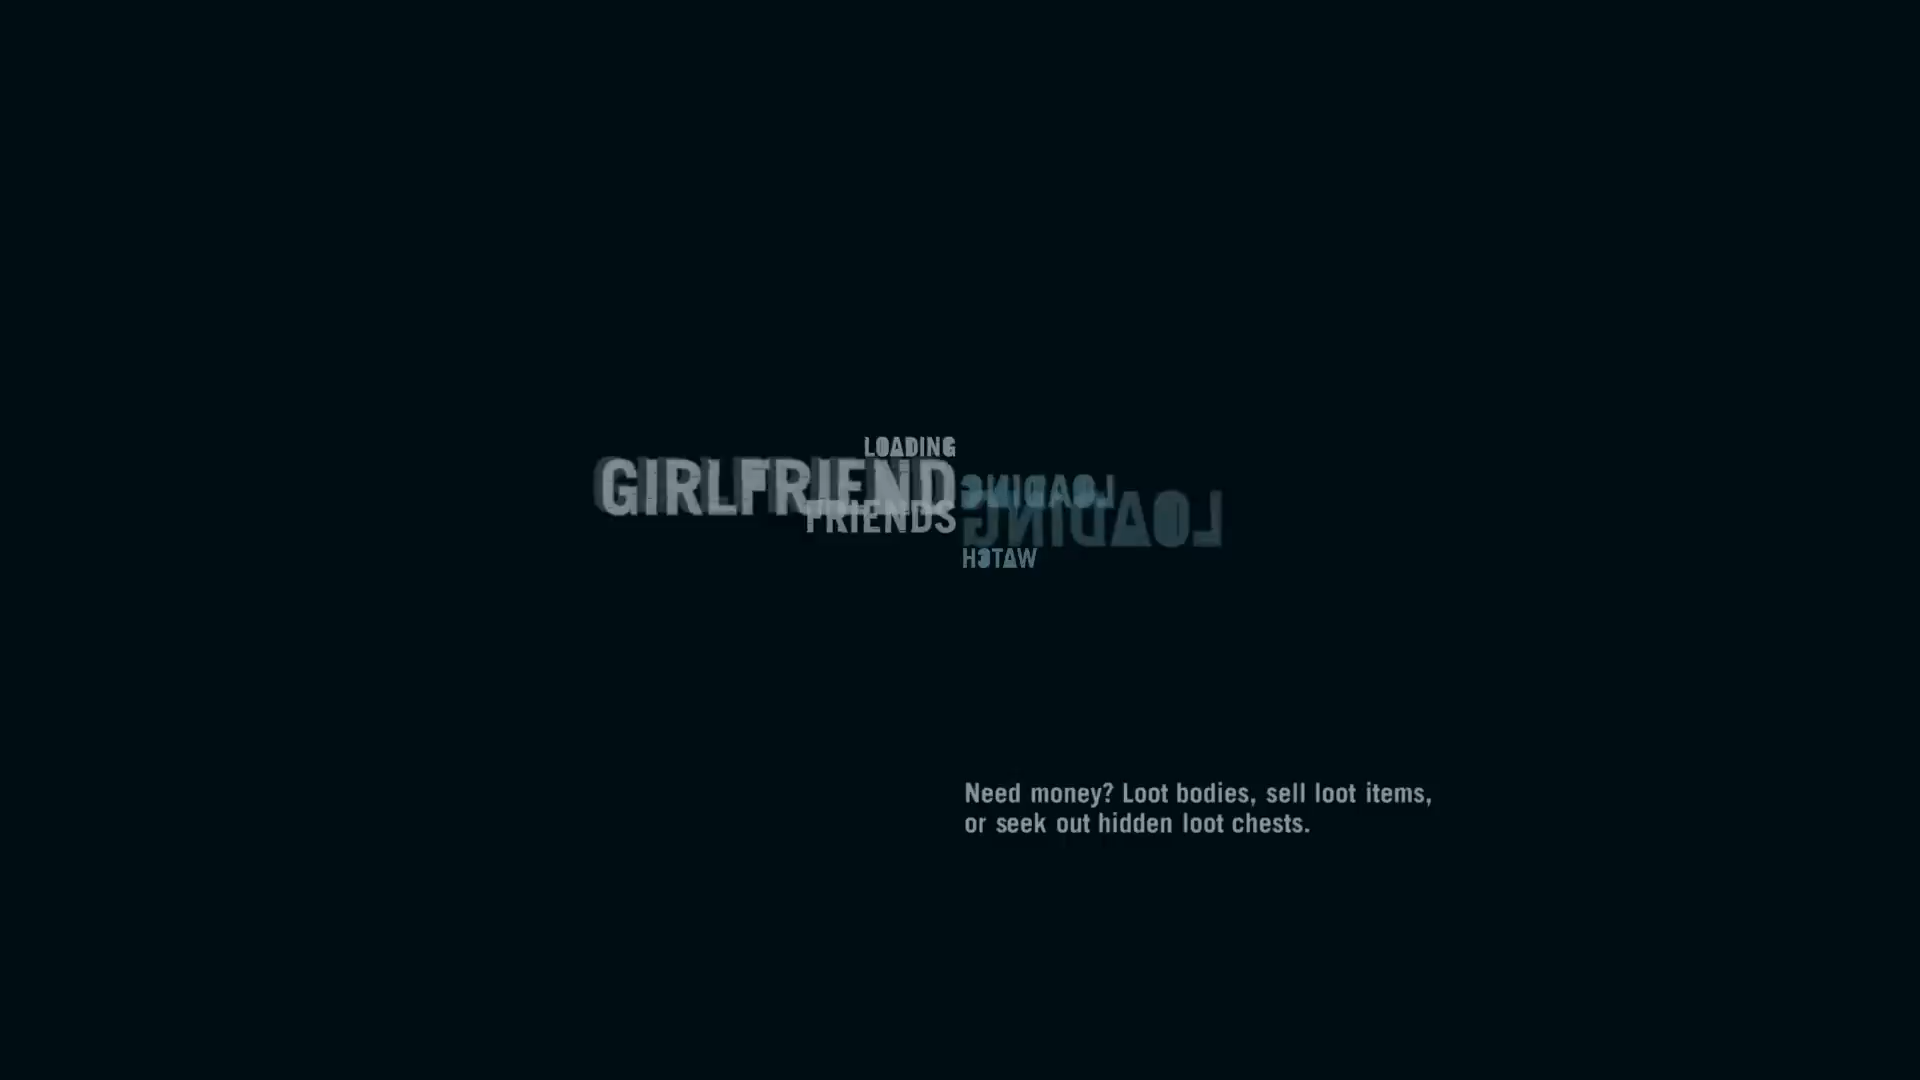 LOADING
GIRLFRIEND
FRIENDS
LOADING
LOADING
WATCH
Need money? Loot bodies, sell loot items,
or seek out hidden loot chests.